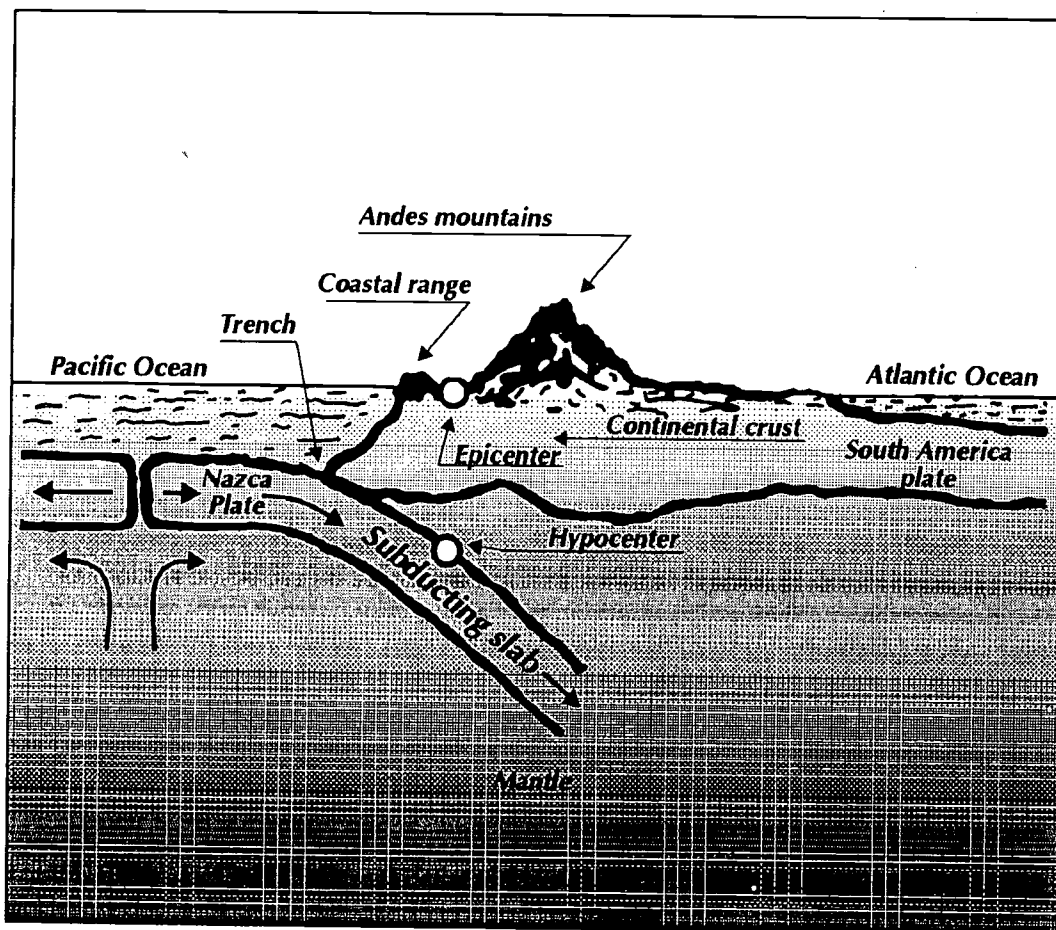 Andes mountains
Coastal range
Trench
Pacific Ocean
Atlantic Ocean
Continental crust
Epicenter
South America
plate
Nazca
Plate
Hypocenter
Subducting slab
Mantle